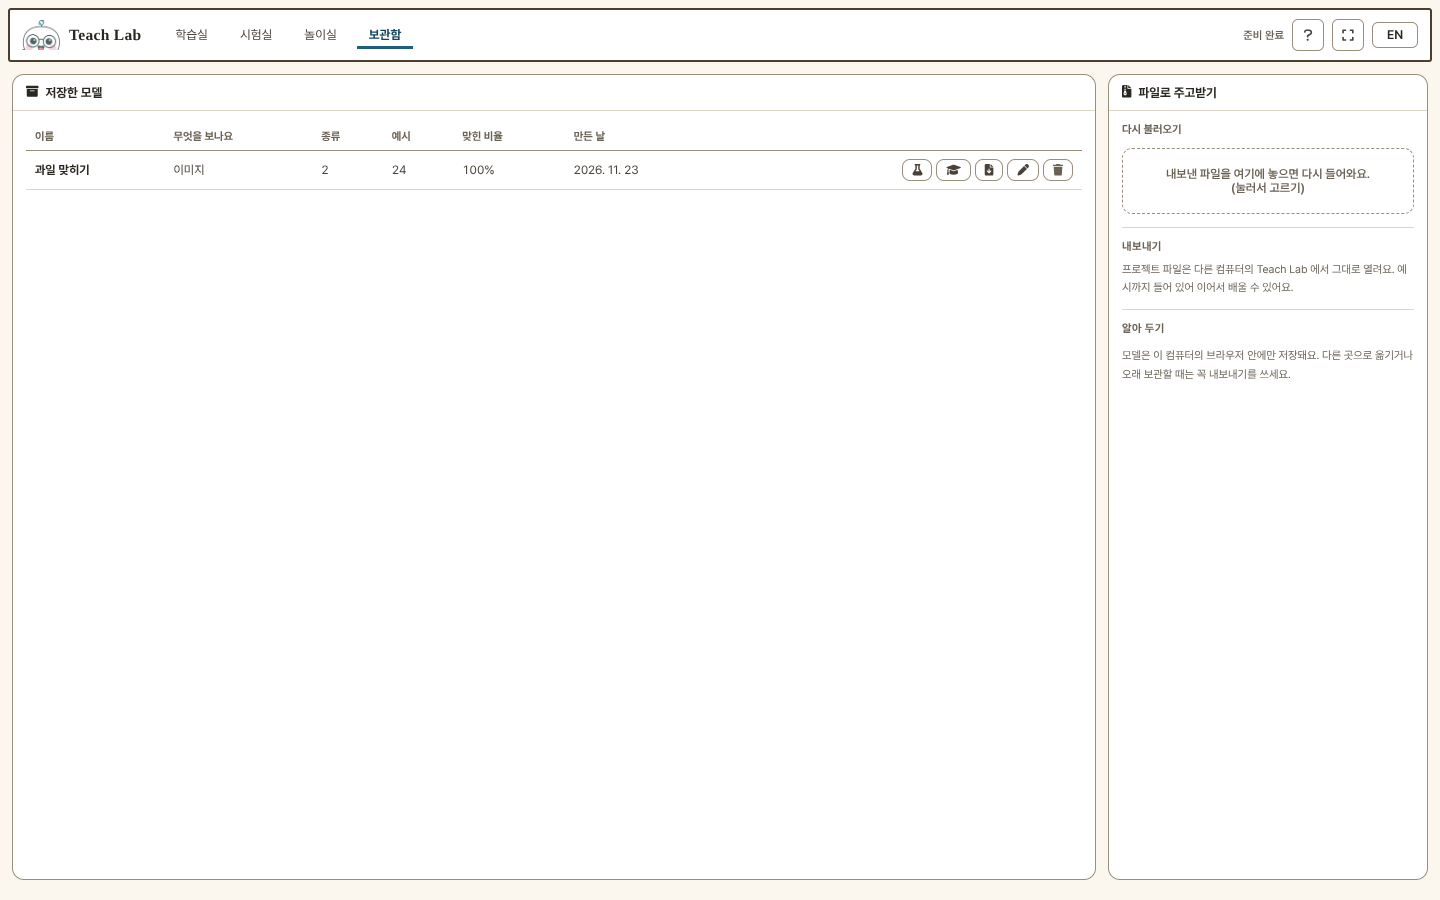 Teach Lab
학습실
시험실
놀이실
보관함
준비 완료
?
EN
저장한 모델
이름 무엇을 보나요 종류 예시 맞힌 비율 만든 날
과일 맞히기 이미지 2 24 100% 2026. 11. 23
파일로 주고받기
다시 불러오기
내보낸 파일을 여기에 놓으면 다시 들어와요.
(눌러서 고르기)
내보내기
프로젝트 파일은 다른 컴퓨터의 Teach Lab 에서 그대로 열려요. 예
시까지 들어 있어 이어서 배울 수 있어요.
알아 두기
모델은 이 컴퓨터의 브라우저 안에만 저장돼요. 다른 곳으로 옮기거나
오래 보관할 때는 꼭 내보내기를 쓰세요.